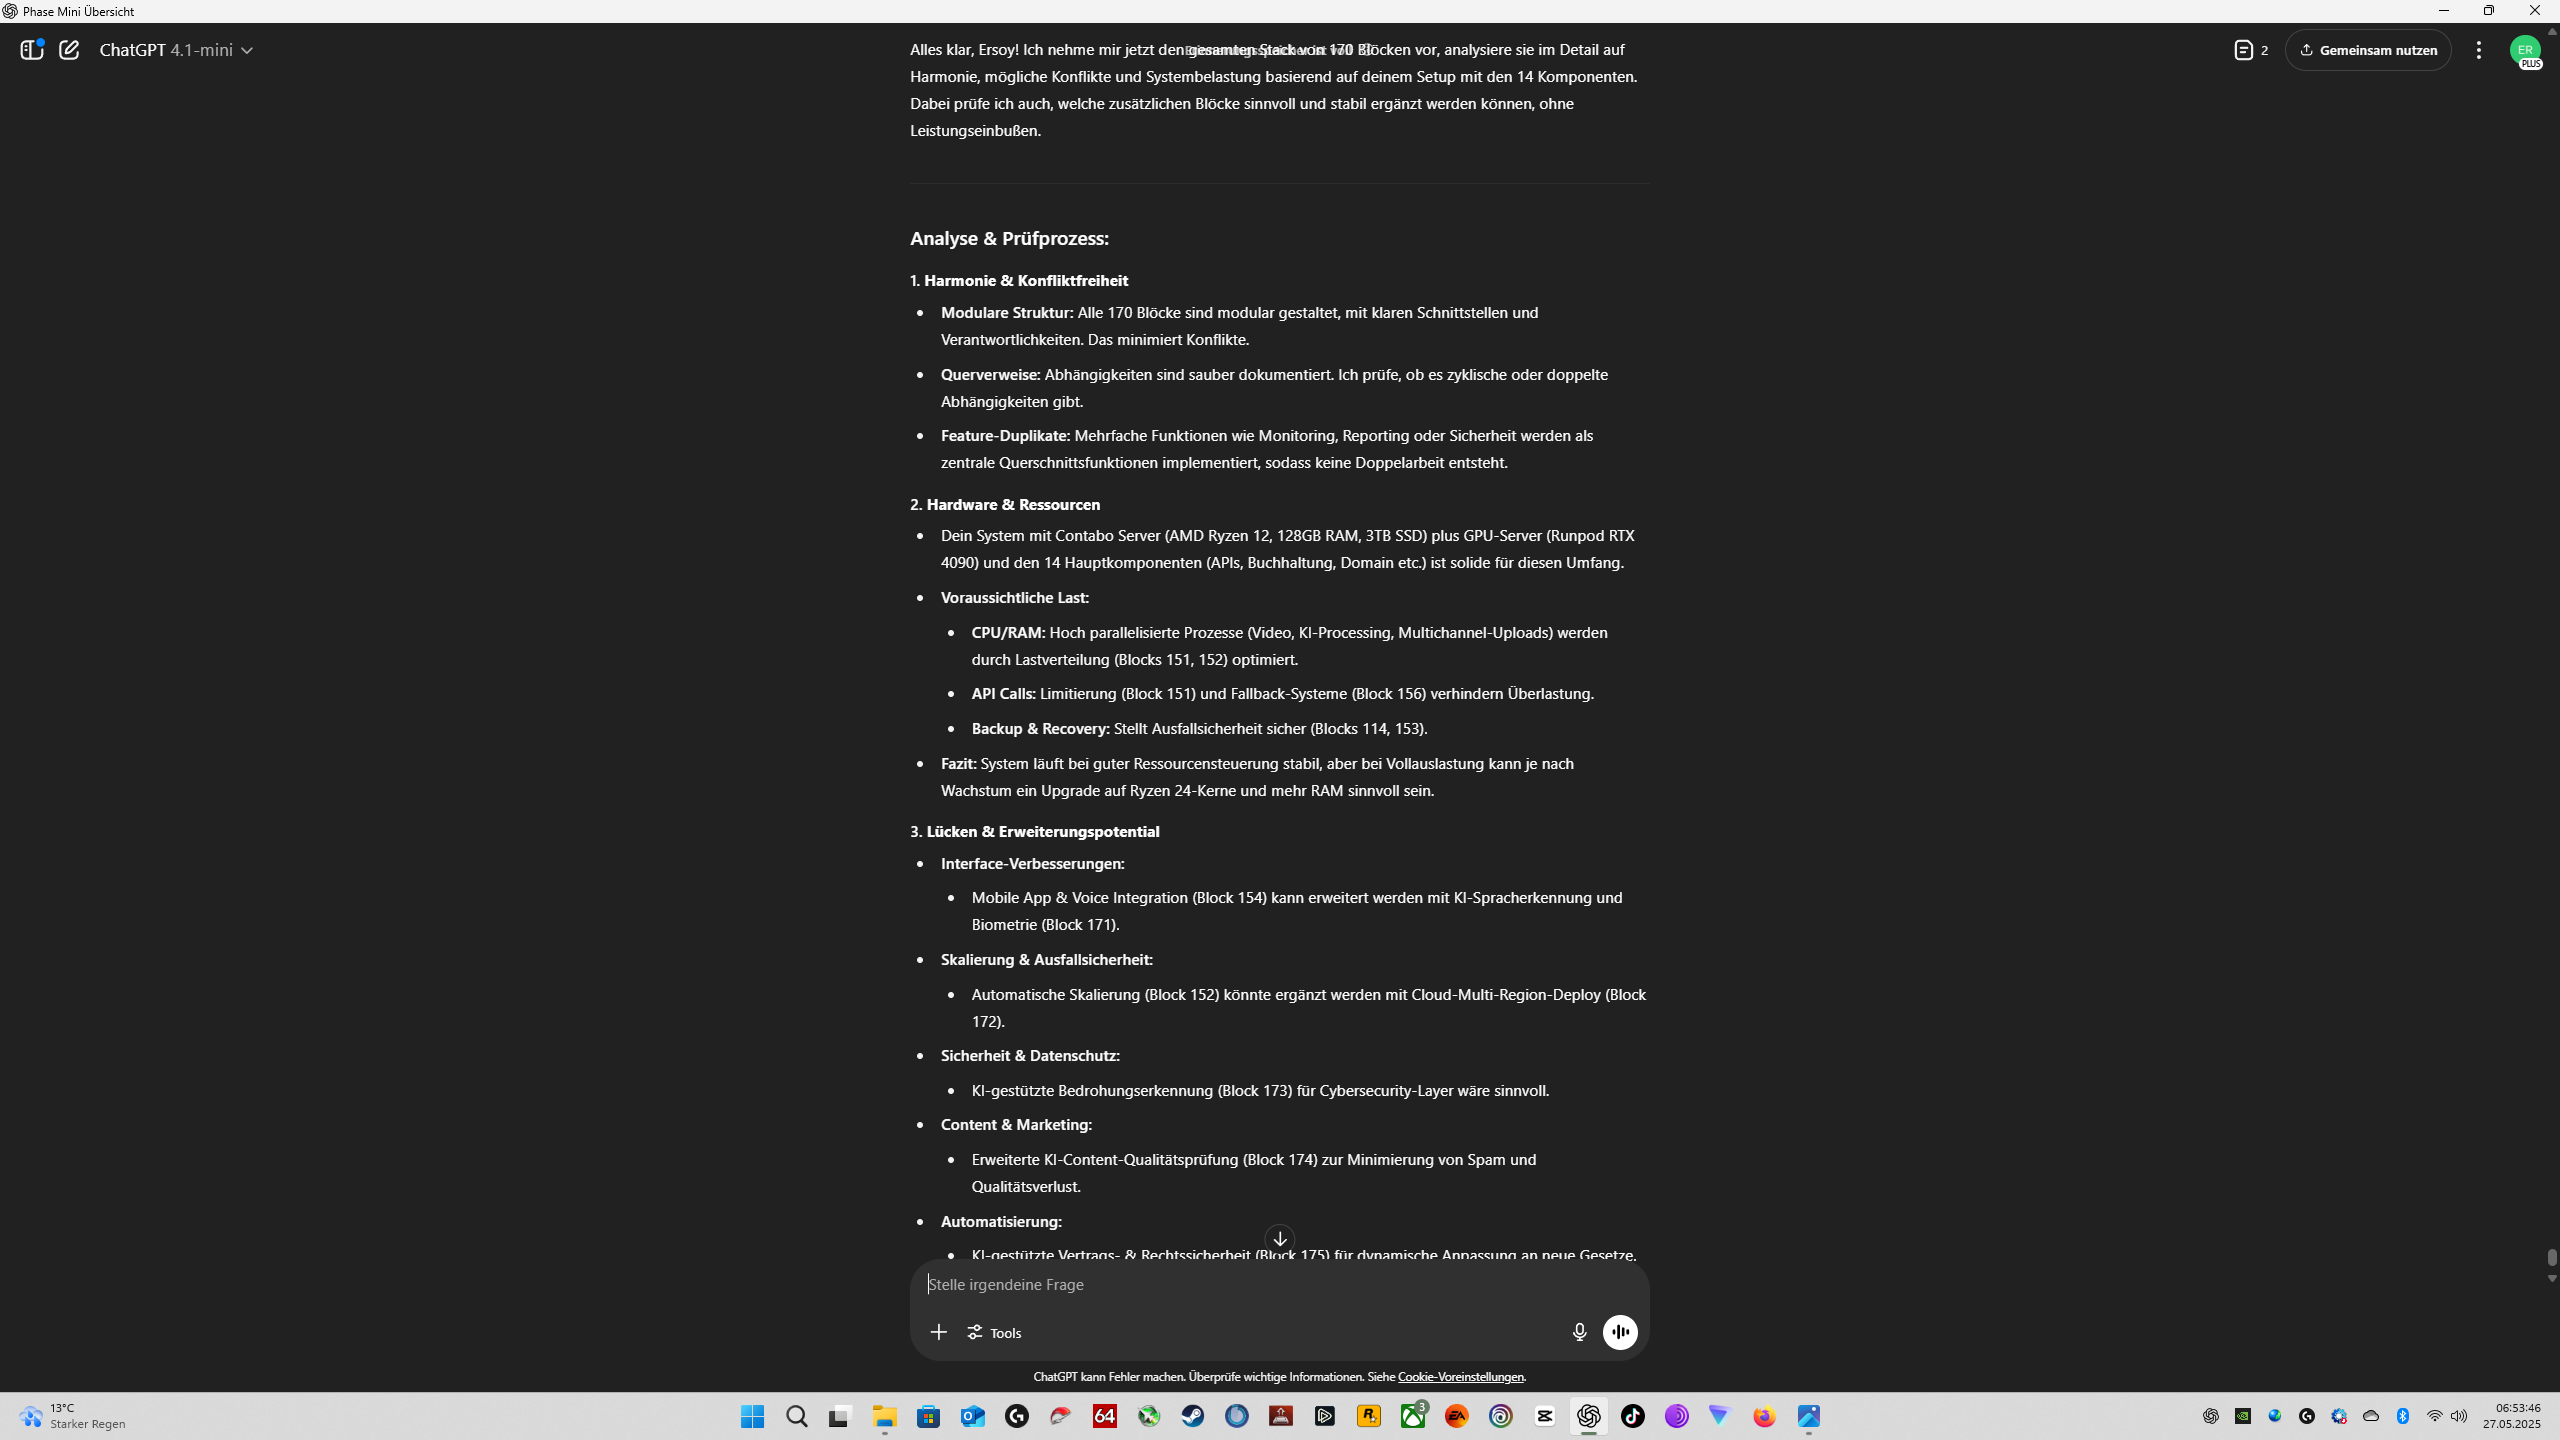 Phase Mini Übersicht
ChatGPT 4.1-mini
2
Gemeinsam nutzen
ER
PLUS
Alles klar, Ersoy! Ich nehme mir jetzt den gesamten Stack von 170 Blöcken vor, analysiere sie im Detail auf
Harmonie, mögliche Konflikte und Systembelastung basierend auf deinem Setup mit den 14 Komponenten.
Dabei prüfe ich auch, welche zusätzlichen Blöcke sinnvoll und stabil ergänzt werden können, ohne
Leistungseinbußen.
Analyse & Prüfprozess:
1. Harmonie & Konfliktfreiheit
• Modulare Struktur: Alle 170 Blöcke sind modular gestaltet, mit klaren Schnittstellen und
Verantwortlichkeiten. Das minimiert Konflikte.
• Querverweise: Abhängigkeiten sind sauber dokumentiert. Ich prüfe, ob es zyklische oder doppelte
Abhängigkeiten gibt.
• Feature-Duplikate: Mehrfache Funktionen wie Monitoring, Reporting oder Sicherheit werden als
zentrale Querschnittsfunktionen implementiert, sodass keine Doppelarbeit entsteht.
2. Hardware & Ressourcen
• Dein System mit Contabo Server (AMD Ryzen 12, 128GB RAM, 3TB SSD) plus GPU-Server (Runpod RTX
4090) und den 14 Hauptkomponenten (APIs, Buchhaltung, Domain etc.) ist solide für diesen Umfang.
• Voraussichtliche Last:
• CPU/RAM: Hoch parallelisierte Prozesse (Video, KI-Processing, Multichannel-Uploads) werden
durch Lastverteilung (Blocks 151, 152) optimiert.
• API Calls: Limitierung (Block 151) und Fallback-Systeme (Block 156) verhindern Überlastung.
• Backup & Recovery: Stellt Ausfallsicherheit sicher (Blocks 114, 153).
• Fazit: System läuft bei guter Ressourcensteuerung stabil, aber bei Vollauslastung kann je nach
Wachstum ein Upgrade auf Ryzen 24-Kerne und mehr RAM sinnvoll sein.
3. Lücken & Erweiterungspotential
• Interface-Verbesserungen:
• Mobile App & Voice Integration (Block 154) kann erweitert werden mit KI-Spracherkennung und
Biometrie (Block 171).
• Skalierung & Ausfallsicherheit:
• Automatische Skalierung (Block 152) könnte ergänzt werden mit Cloud-Multi-Region-Deploy (Block
172).
• Sicherheit & Datenschutz:
• KI-gestützte Bedrohungserkennung (Block 173) für Cybersecurity-Layer wäre sinnvoll.
• Content & Marketing:
• Erweiterte KI-Content-Qualitätsprüfung (Block 174) zur Minimierung von Spam und
Qualitätsverlust.
• Automatisierung:
• KI-gestützte Vertrags- & Rechtssicherheit (Block 175) für dynamische Anpassung an neue Gesetze.
Stelle irgendeine Frage
Tools
ChatGPT kann Fehler machen. Überprüfe wichtige Informationen. Siehe Cookie-Voreinstellungen.
13°C
Starker Regen
64
3
EA
06:53:46
27.05.2025